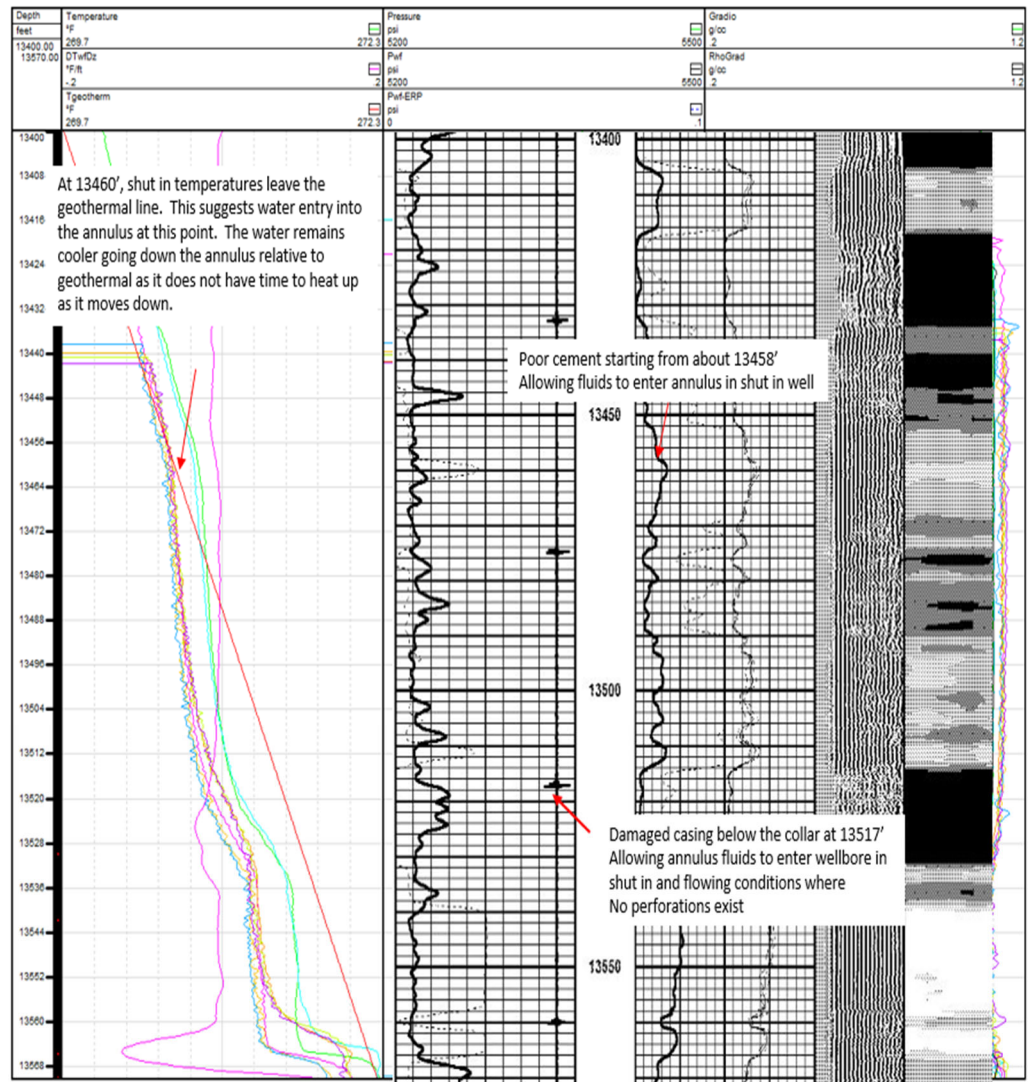 Depth
feet
13400.00
13570.00
Temperature
°F
269.7 272.3
DTwfDz
°F/ft
-.2 .2
Tgeotherm
°F
269.7 272.3
Pressure
psi
5200 5500
Pwf
psi
5200 5500
Pwf-ERP
psi
0 .1
Gradio
g/cc
.2 1.2
RhoGrad
g/cc
.2 1.2
13400
13408
13416
13424
13432
13440
13448
13456
13464
13472
13480
13488
13496
13504
13512
13520
13528
13536
13544
13552
13560
13568
At 13460’, shut in temperatures leave the
geothermal line. This suggests water entry into
the annulus at this point. The water remains
cooler going down the annulus relative to
geothermal as it does not have time to heat up
as it moves down.
13400
Poor cement starting from about 13458’
Allowing fluids to enter annulus in shut in well
13450
13500
Damaged casing below the collar at 13517’
Allowing annulus fluids to enter wellbore in
shut in and flowing conditions where
No perforations exist
13550